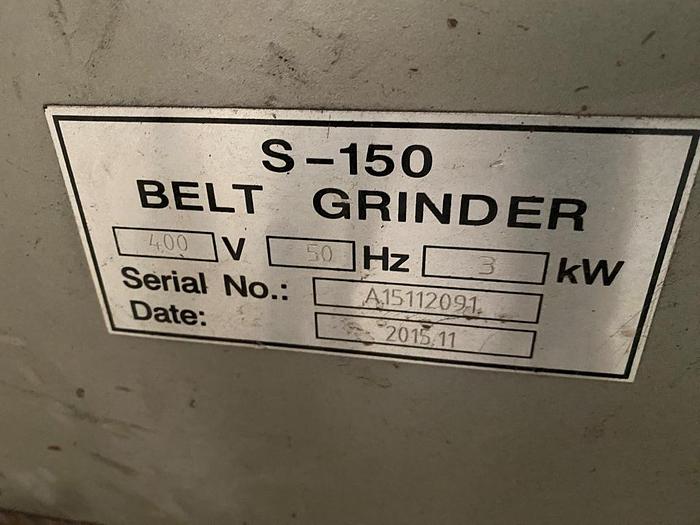 S-150
BELT GRINDER
400 V 50 Hz 3 kW
Serial No.: A15112091
Date: 2015.11